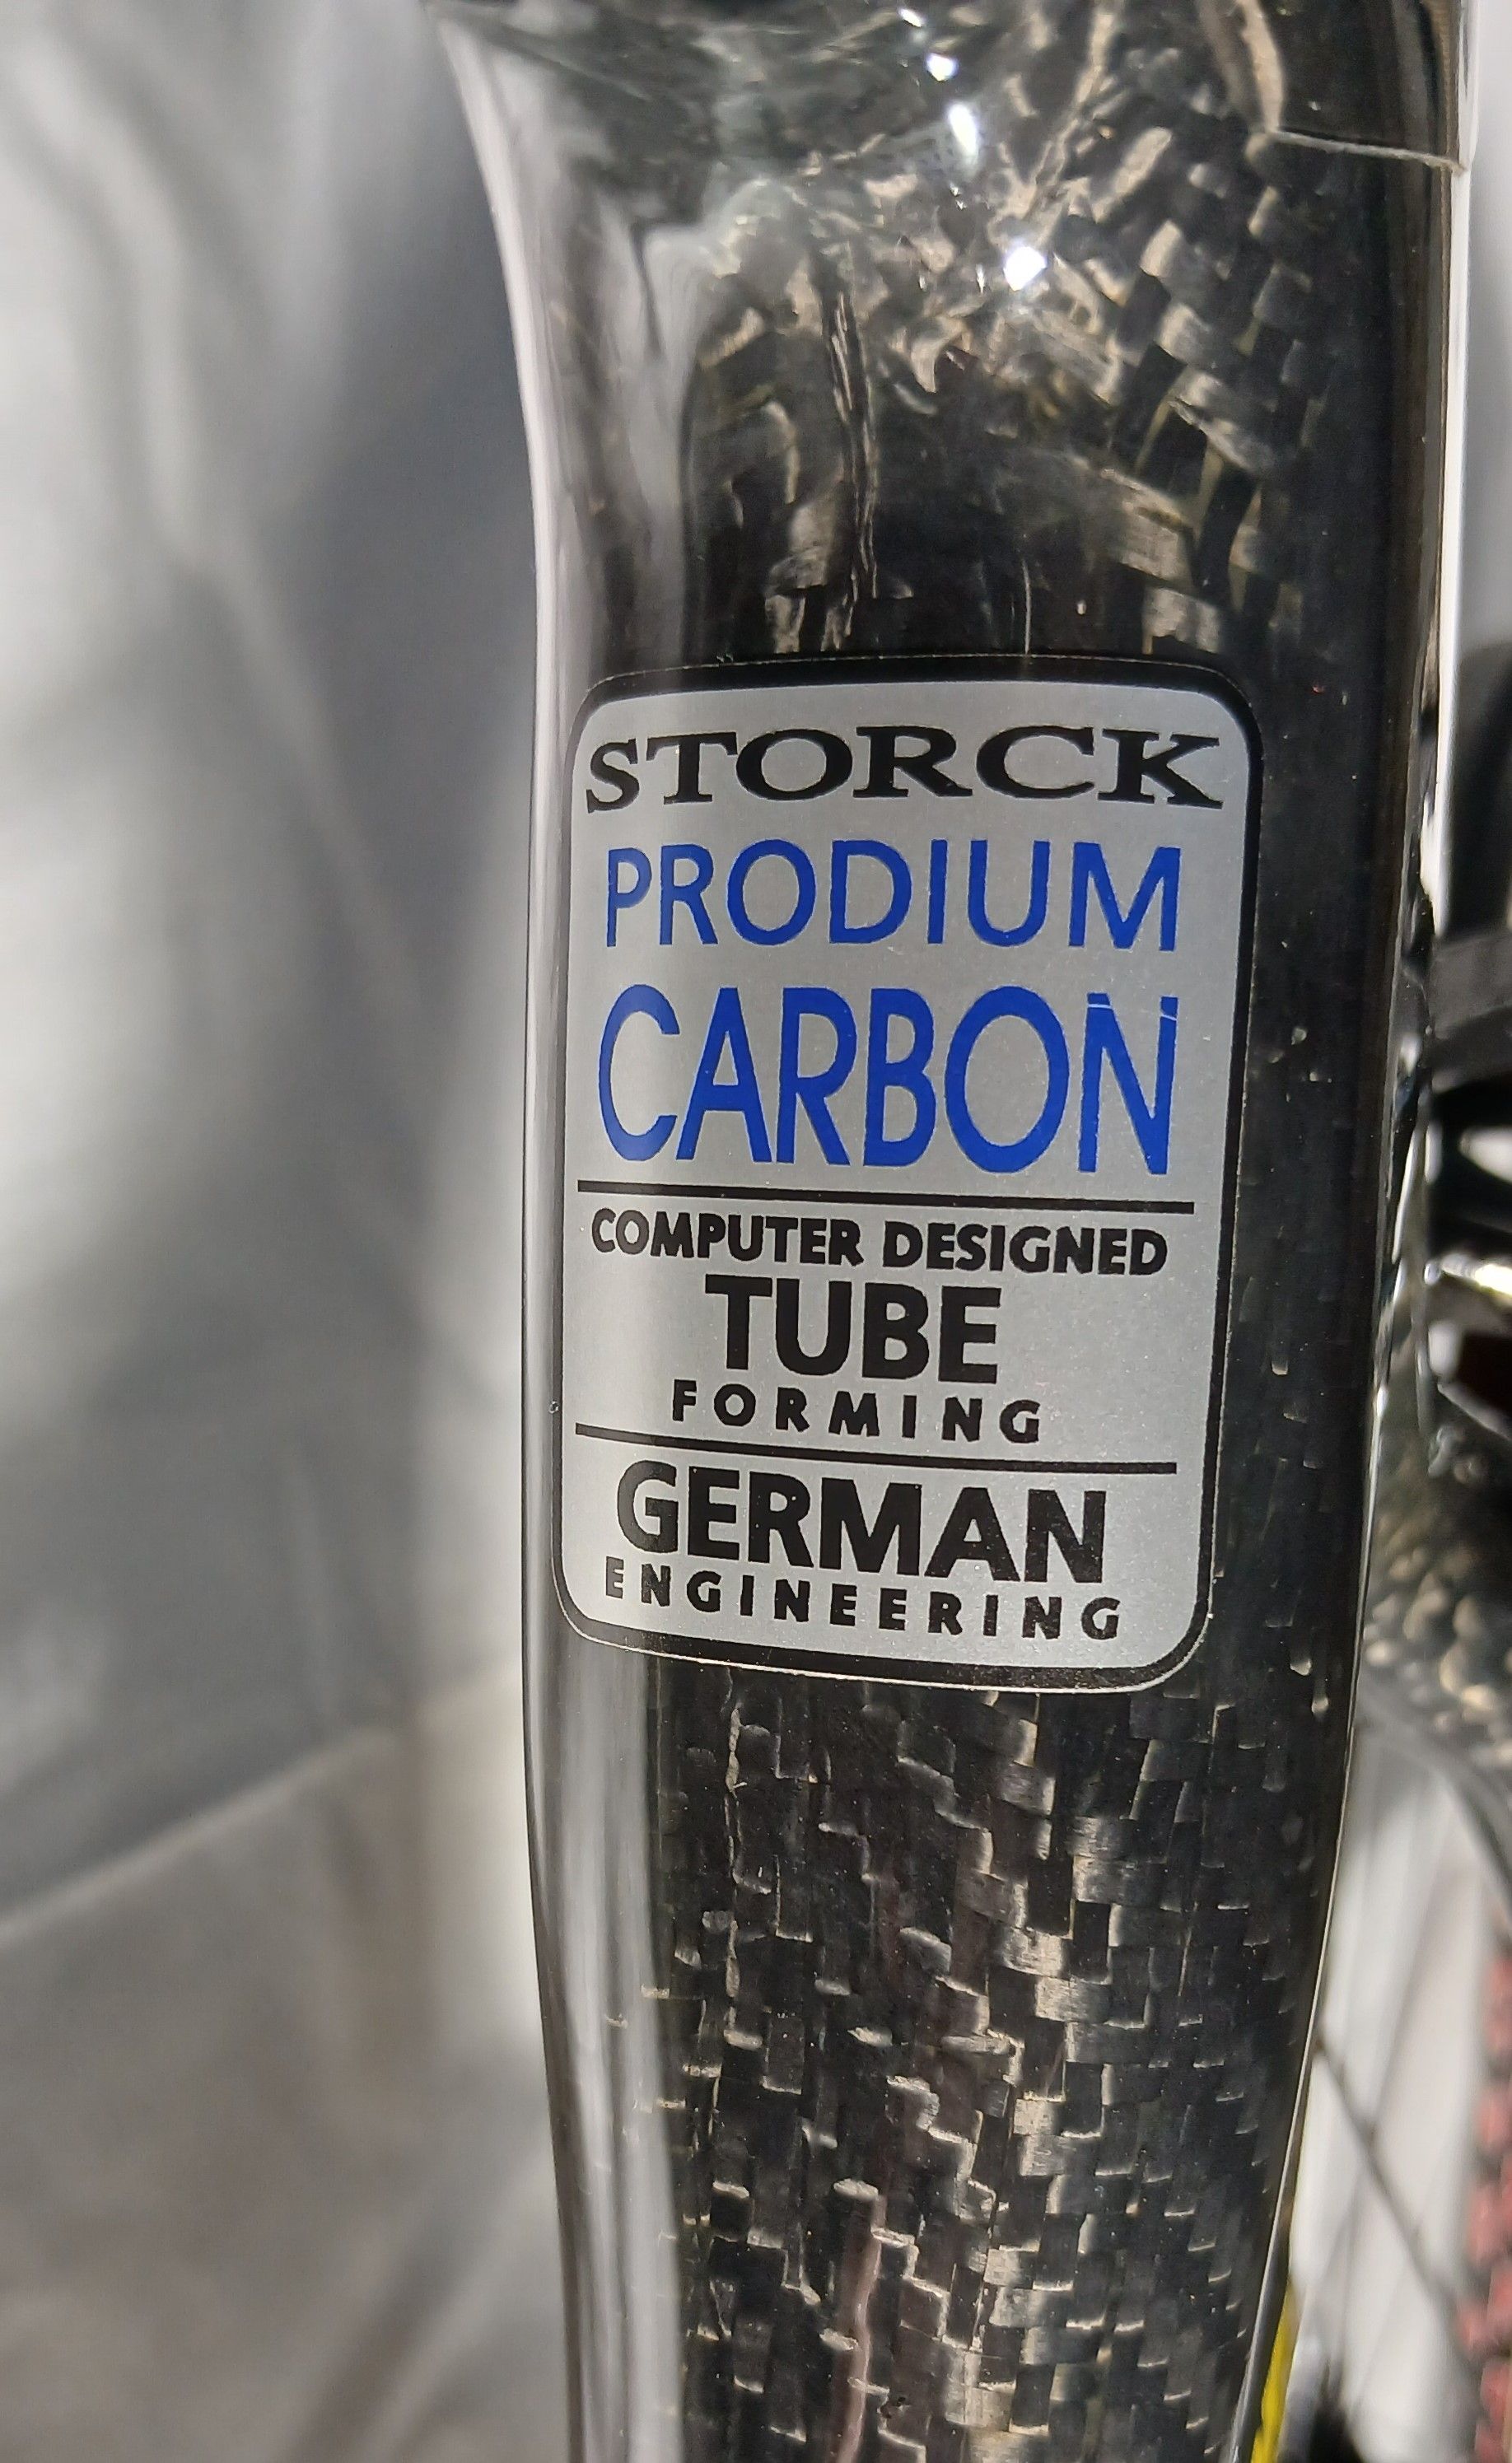 STORCK
PRODIUM
CARBON
COMPUTER DESIGNED
TUBE
FORMING
GERMAN
ENGINEERING